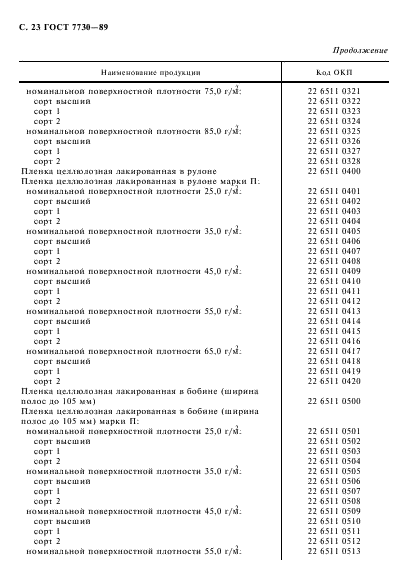 С. 23 ГОСТ 7730—89
Продолжение
Наименование продукции Код ОКП
номинальной поверхностной плотности 75,0 г/м²: 22 6511 0321
сорт высший 22 6511 0322
сорт 1 22 6511 0323
сорт 2 22 6511 0324
номинальной поверхностной плотности 85,0 г/м²: 22 6511 0325
сорт высший 22 6511 0326
сорт 1 22 6511 0327
сорт 2 22 6511 0328
Пленка целлюлозная лакированная в рулоне 22 6511 0400
Пленка целлюлозная лакированная в рулоне марки П:
номинальной поверхностной плотности 25,0 г/м²: 22 6511 0401
сорт высший 22 6511 0402
сорт 1 22 6511 0403
сорт 2 22 6511 0404
номинальной поверхностной плотности 35,0 г/м²: 22 6511 0405
сорт высший 22 6511 0406
сорт 1 22 6511 0407
сорт 2 22 6511 0408
номинальной поверхностной плотности 45,0 г/м²: 22 6511 0409
сорт высший 22 6511 0410
сорт 1 22 6511 0411
сорт 2 22 6511 0412
номинальной поверхностной плотности 55,0 г/м²: 22 6511 0413
сорт высший 22 6511 0414
сорт 1 22 6511 0415
сорт 2 22 6511 0416
номинальной поверхностной плотности 65,0 г/м²: 22 6511 0417
сорт высший 22 6511 0418
сорт 1 22 6511 0419
сорт 2 22 6511 0420
Пленка целлюлозная лакированная в бобине (ширина
полос до 105 мм) 22 6511 0500
Пленка целлюлозная лакированная в бобине (ширина
полос до 105 мм) марки П:
номинальной поверхностной плотности 25,0 г/м²: 22 6511 0501
сорт высший 22 6511 0502
сорт 1 22 6511 0503
сорт 2 22 6511 0504
номинальной поверхностной плотности 35,0 г/м²: 22 6511 0505
сорт высший 22 6511 0506
сорт 1 22 6511 0507
сорт 2 22 6511 0508
номинальной поверхностной плотности 45,0 г/м²: 22 6511 0509
сорт высший 22 6511 0510
сорт 1 22 6511 0511
сорт 2 22 6511 0512
номинальной поверхностной плотности 55,0 г/м²: 22 6511 0513